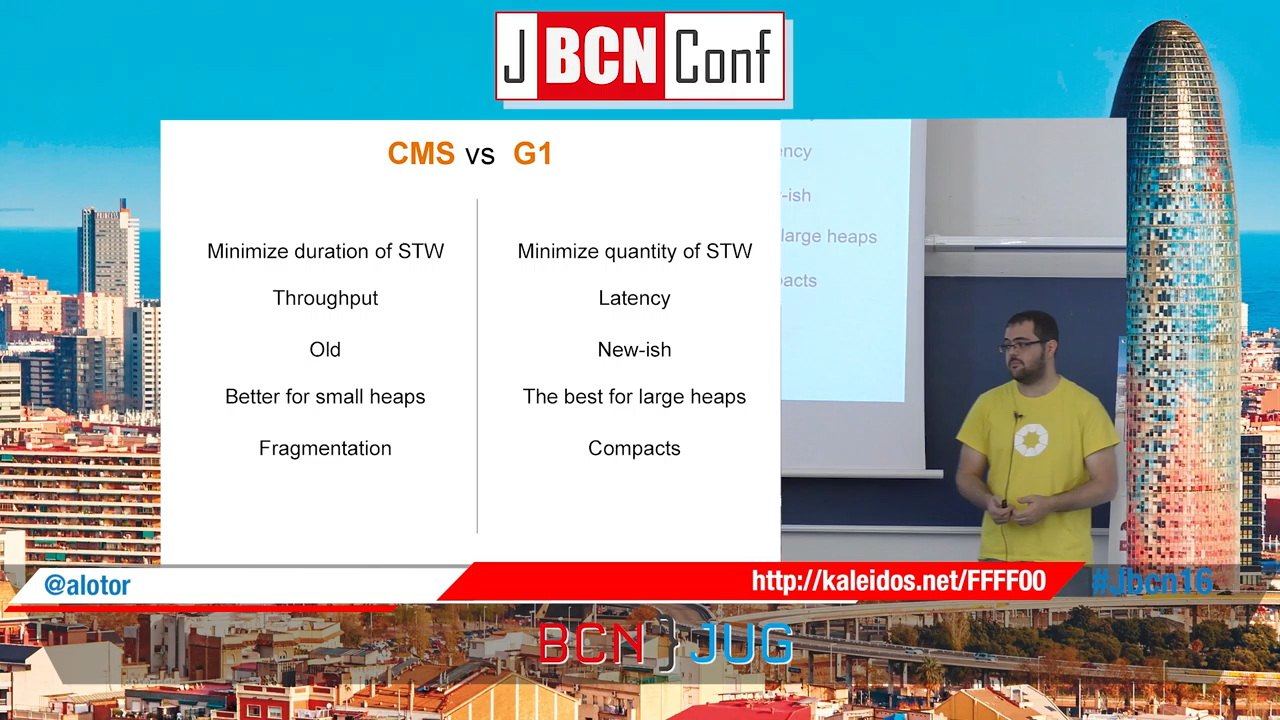 J BCN Conf
CMS vs G1
Minimize duration of STW
Minimize quantity of STW
Throughput
Latency
Old
New-ish
Better for small heaps
The best for large heaps
Fragmentation
Compacts
ency
-ish
large heaps
acts
@alotor
http://kaleidos.net/FFFF00
#Jbcn16
BCN JUG